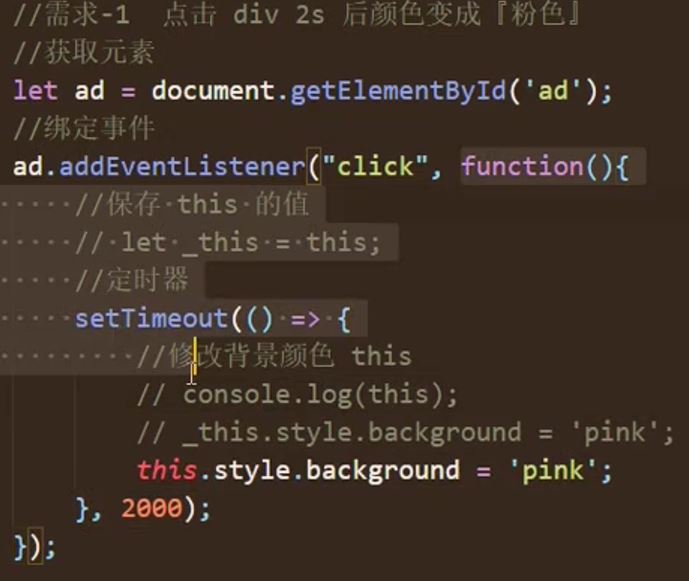 //需求-1  点击 div 2s 后颜色变成『粉色』
//获取元素
let ad = document.getElementById('ad');
//绑定事件
ad.addEventListener("click", function(){
    //保存 this 的值
    // let _this = this;
    //定时器
    setTimeout(() => {
        //修改背景颜色 this
        // console.log(this);
        // _this.style.background = 'pink';
        this.style.background = 'pink';
    }, 2000);
});